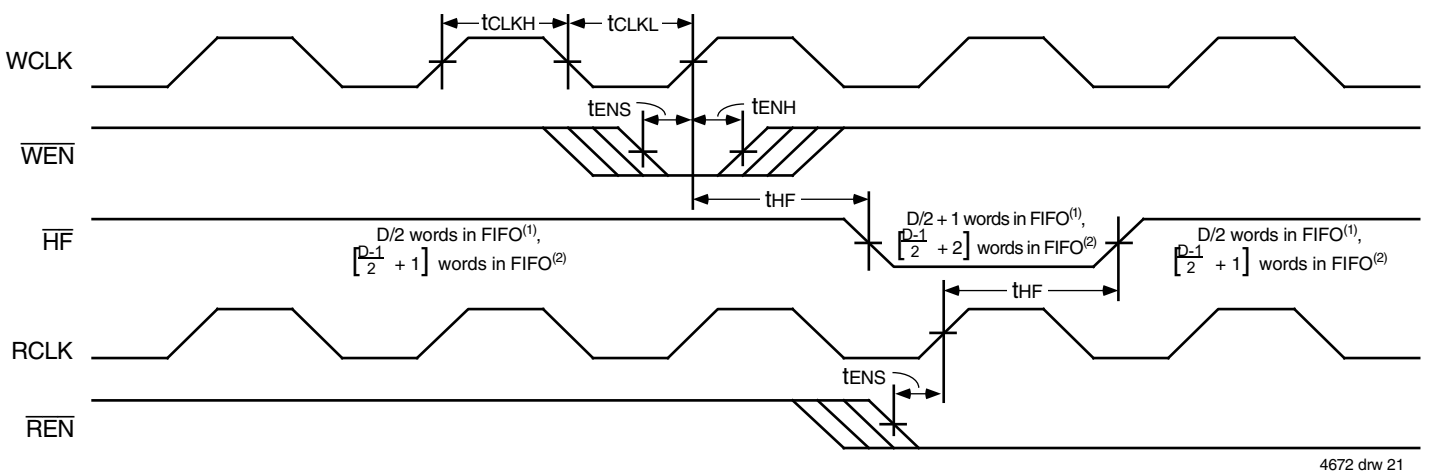 tCLKH
tCLKL
WCLK
tENS
tENH
WEN
tHF
HF
D/2 words in FIFO(1),
[D-1/2 + 1] words in FIFO(2)
D/2 + 1 words in FIFO(1),
[D-1/2 + 2] words in FIFO(2)
D/2 words in FIFO(1),
[D-1/2 + 1] words in FIFO(2)
tHF
RCLK
tENS
REN
4672 drw 21